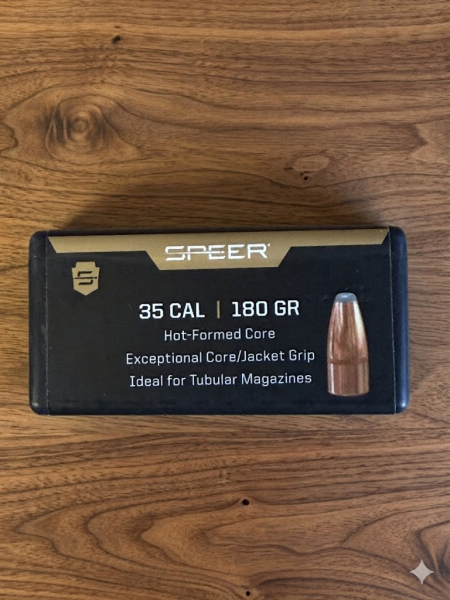 SPEER
35 CAL | 180 GR
Hot-Formed Core
Exceptional Core/Jacket Grip
Ideal for Tubular Magazines